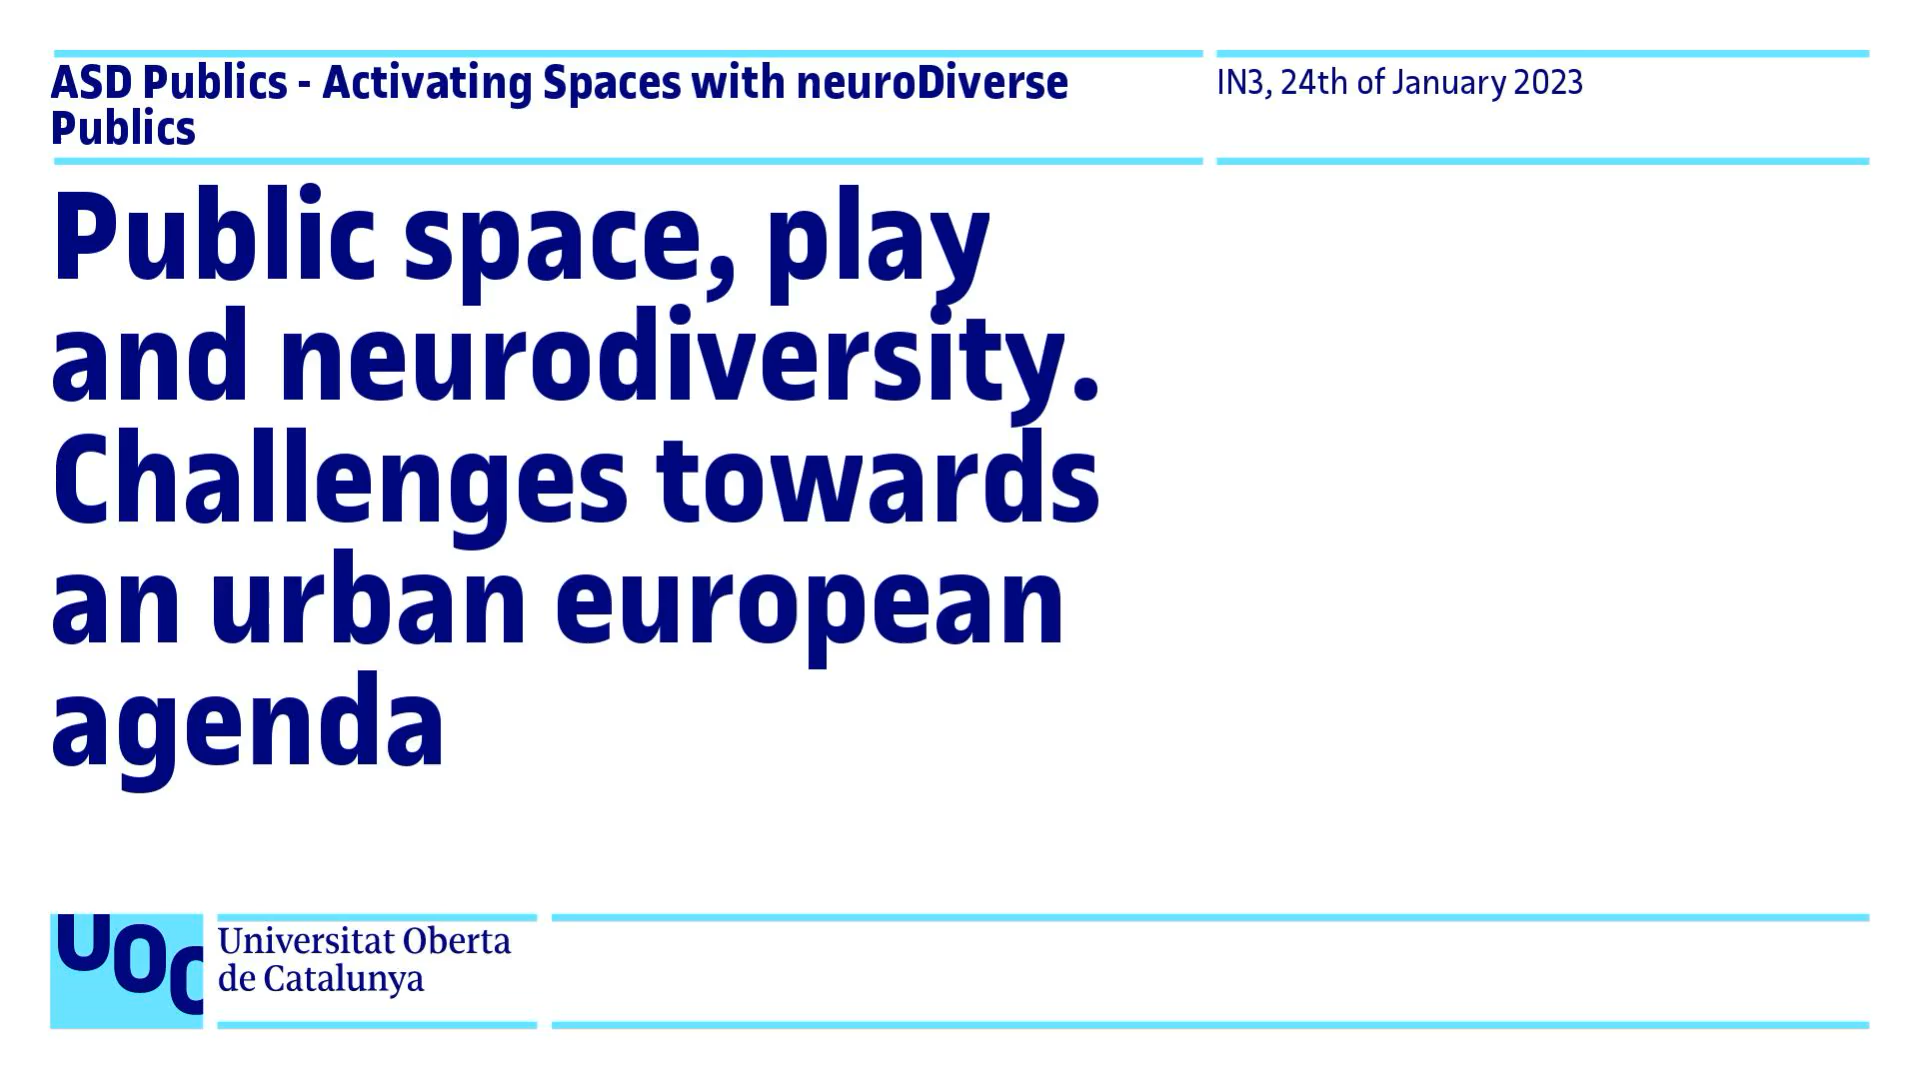 ASD Publics - Activating Spaces with neuroDiverse
Publics
IN3, 24th of January 2023
Public space, play
and neurodiversity.
Challenges towards
an urban european
agenda
UOC
Universitat Oberta
de Catalunya